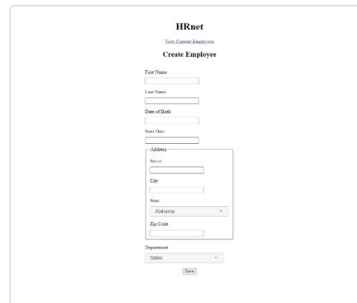 HRnet
View Current Employees
Create Employee
First Name
Last Name
Date of Birth
Start Date
Address
Street
City
State
Alabama
Zip Code
Department
Sales
Save